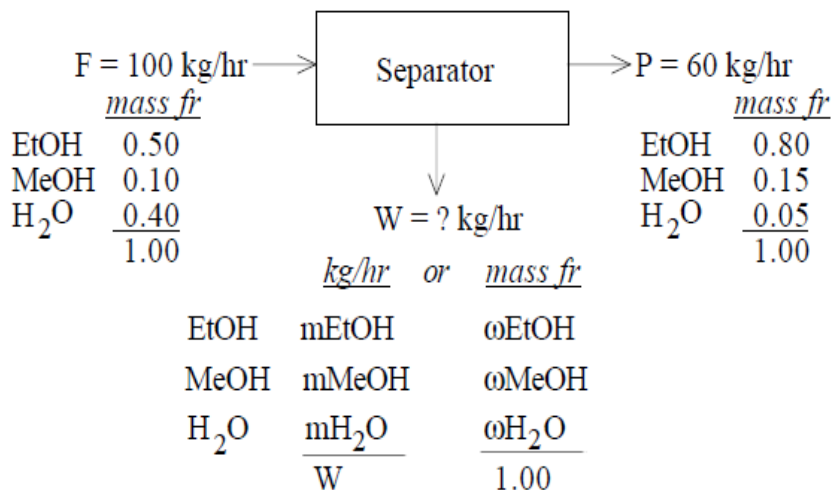 F = 100 kg/hr
Separator
P = 60 kg/hr
mass fr
EtOH 0.50
MeOH 0.10
H₂O 0.40
1.00
mass fr
EtOH 0.80
MeOH 0.15
H₂O 0.05
1.00
W = ? kg/hr
kg/hr or mass fr
EtOH mEtOH ωEtOH
MeOH mMeOH ωMeOH
H₂O mH₂O ωH₂O
W 1.00